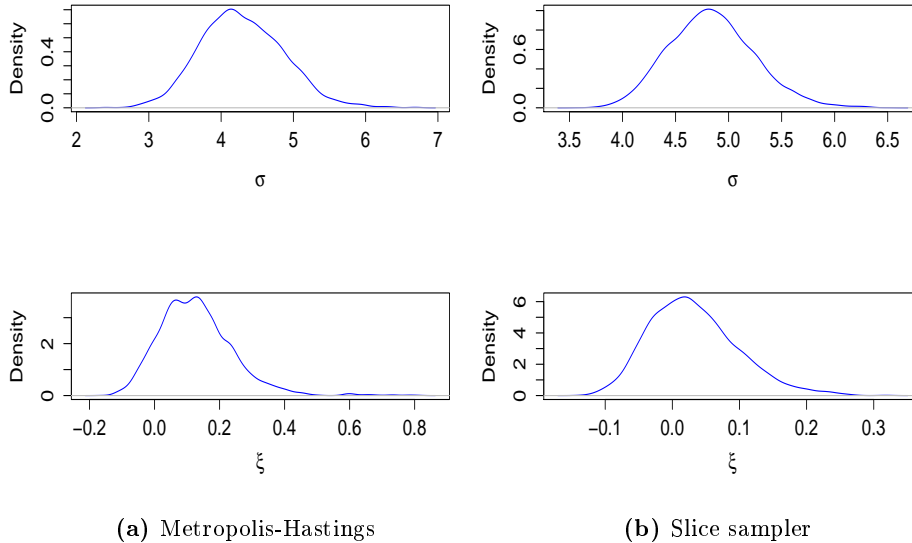 Density
0.0 0.4
2 3 4 5 6 7
σ
Density
0.0 0.6
3.5 4.0 4.5 5.0 5.5 6.0 6.5
σ
Density
0 2
−0.2 0.0 0.2 0.4 0.6 0.8
ξ
Density
0 2 4 6
−0.1 0.0 0.1 0.2 0.3
ξ
(a) Metropolis-Hastings
(b) Slice sampler